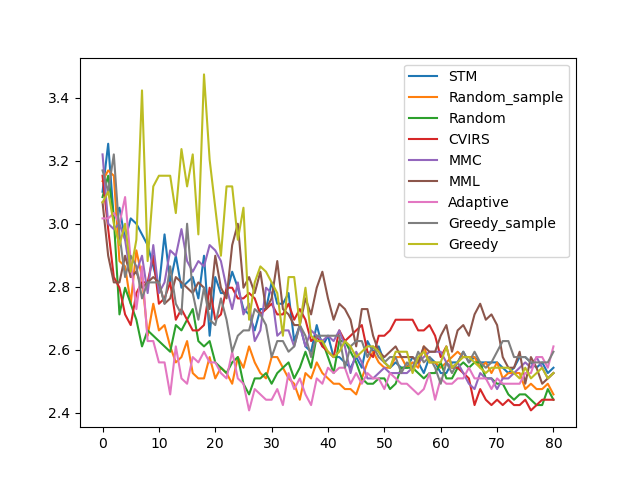 3.4
3.2
3.0
2.8
2.6
2.4
0 10 20 30 40 50 60 70 80
STM
Random_sample
Random
CVIRS
MMC
MML
Adaptive
Greedy_sample
Greedy